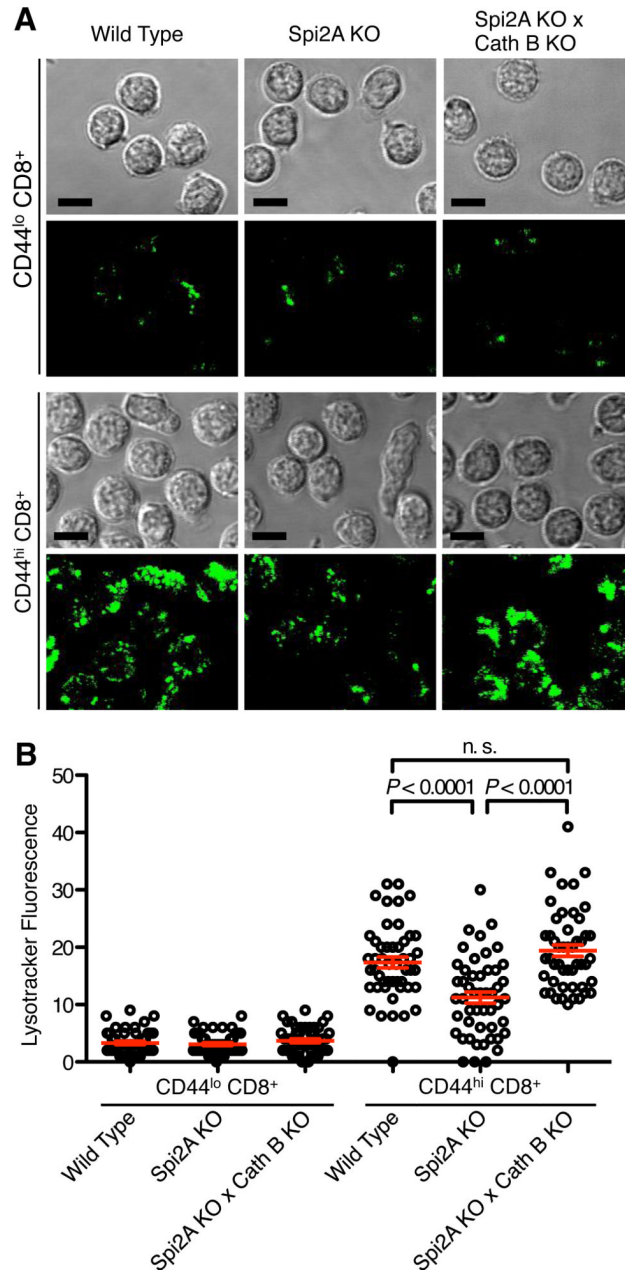 A
Wild Type
Spi2A KO
Spi2A KO x
Cath B KO
CD44lo CD8+
CD44hi CD8+
B
n. s.
P < 0.0001
P < 0.0001
Lysotracker Fluorescence
50
40
30
20
10
0
CD44lo CD8+
CD44hi CD8+
Wild Type
Spi2A KO
Spi2A KO x Cath B KO
Wild Type
Spi2A KO
Spi2A KO x Cath B KO